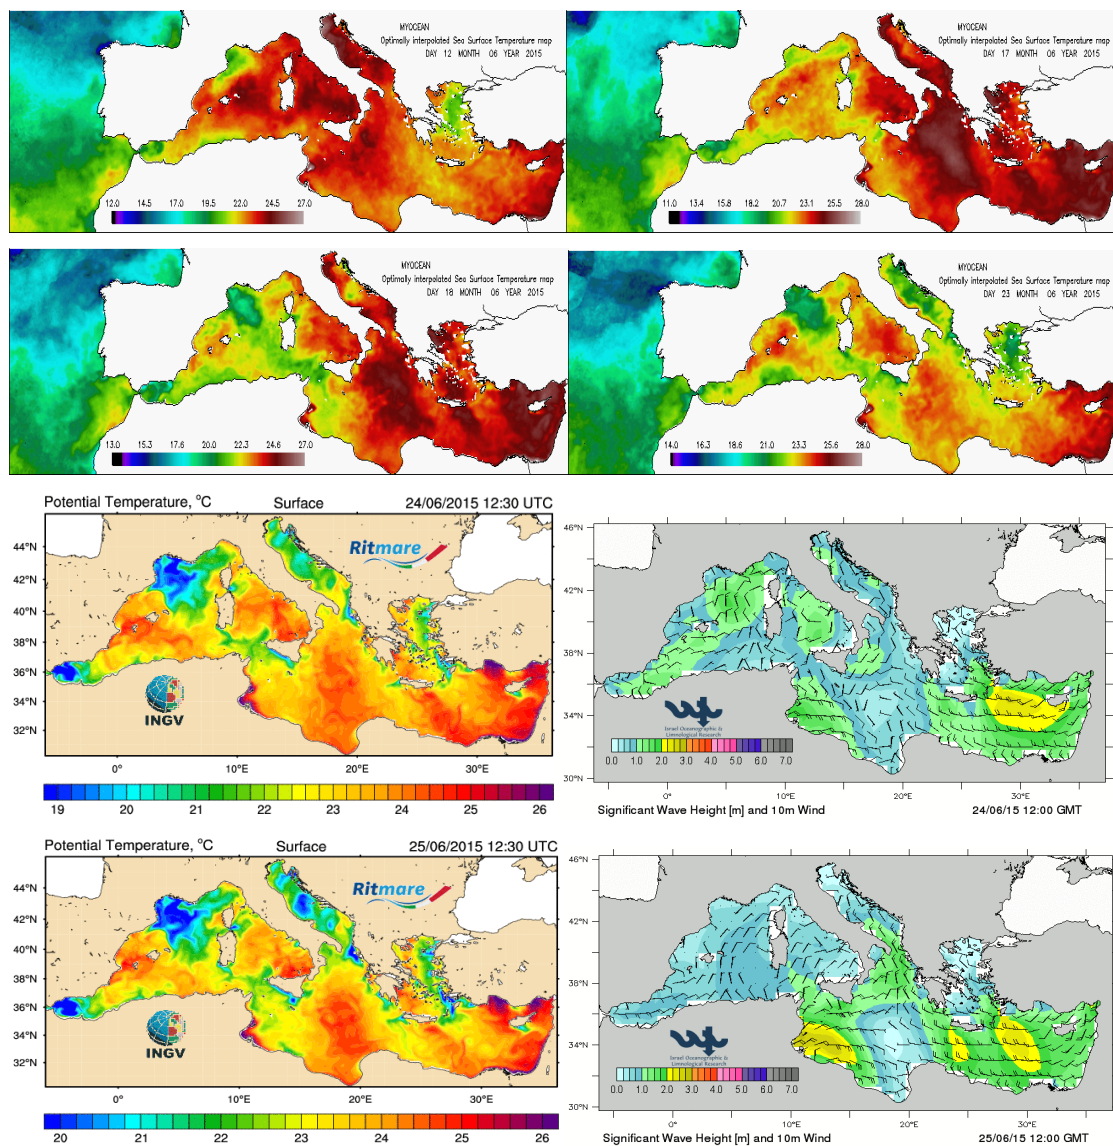 MYOCEAN
Optimally interpolated Sea Surface Temperature map
DAY 12 MONTH 06 YEAR 2015
12.0 14.5 17.0 19.5 22.0 24.5 27.0
MYOCEAN
Optimally interpolated Sea Surface Temperature map
DAY 17 MONTH 06 YEAR 2015
11.0 13.4 15.8 18.2 20.7 23.1 25.5 28.0
MYOCEAN
Optimally interpolated Sea Surface Temperature map
DAY 18 MONTH 06 YEAR 2015
13.0 15.3 17.6 20.0 22.3 24.6 27.0
MYOCEAN
Optimally interpolated Sea Surface Temperature map
DAY 23 MONTH 06 YEAR 2015
14.0 16.3 18.6 21.0 23.3 25.6 28.0
Potential Temperature, °C Surface 24/06/2015 12:30 UTC
Ritmare
44°N
42°N
40°N
38°N
36°N
34°N
32°N
INGV
0° 10°E 20°E 30°E
19 20 21 22 23 24 25 26
46°N
42°N
38°N
34°N
30°N
Israel Oceanographic &
Limnological Research
0.0 1.0 2.0 3.0 4.0 5.0 6.0 7.0
0° 10°E 20°E 30°E
Significant Wave Height [m] and 10m Wind 24/06/15 12:00 GMT
Potential Temperature, °C Surface 25/06/2015 12:30 UTC
Ritmare
44°N
42°N
40°N
38°N
36°N
34°N
32°N
INGV
0° 10°E 20°E 30°E
20 21 22 23 24 25 26
46°N
42°N
38°N
34°N
30°N
Israel Oceanographic &
Limnological Research
0.0 1.0 2.0 3.0 4.0 5.0 6.0 7.0
0° 10°E 20°E 30°E
Significant Wave Height [m] and 10m Wind 25/06/15 12:00 GMT